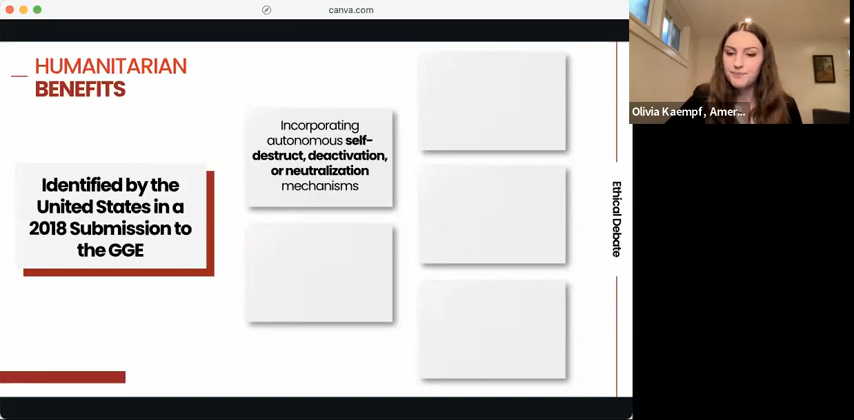 canva.com
HUMANITARIAN
BENEFITS
Identified by the
United States in a
2018 Submission to
the GGE
Incorporating
autonomous self-
destruct, deactivation,
or neutralization
mechanisms
Ethical Debate
Olivia Kaempf, Amer...